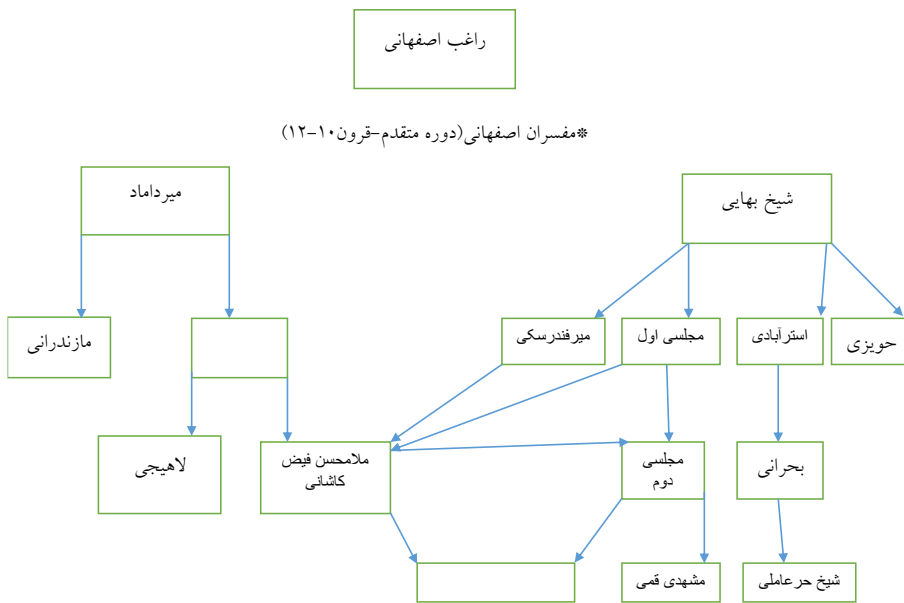 راغب اصفهانی
*مفسران اصفهانی(دوره متقدم-قرون۱۰-۱۲)
شیخ بهایی
میرداماد
حویزی
استرآبادی
مجلسی اول
میرفندرسکی
مازندرانی
بحرانی
مجلسی
دوم
ملامحسن فیض
کاشانی
لاهیجی
شیخ حرعاملی
مشهدی قمی